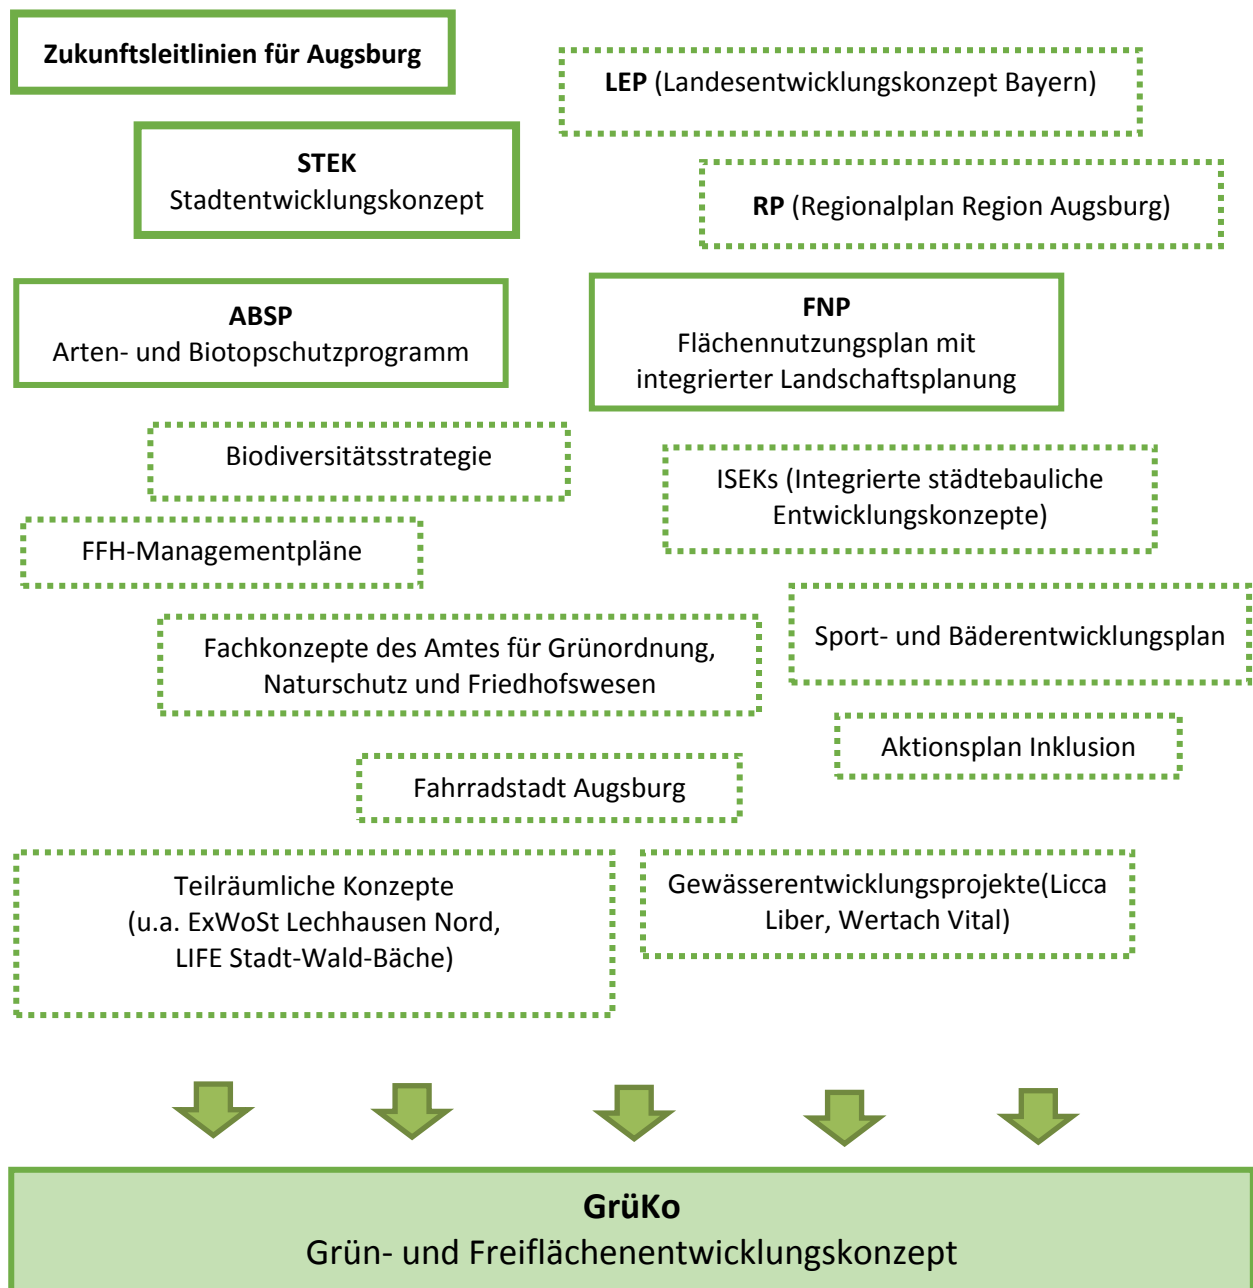 Zukunftsleitlinien für Augsburg
LEP (Landesentwicklungskonzept Bayern)
STEK
Stadtentwicklungskonzept
RP (Regionalplan Region Augsburg)
ABSP
Arten- und Biotopschutzprogramm
FNP
Flächennutzungsplan mit
integrierter Landschaftsplanung
Biodiversitätsstrategie
ISEKs (Integrierte städtebauliche
Entwicklungskonzepte)
FFH-Managementpläne
Fachkonzepte des Amtes für Grünordnung,
Naturschutz und Friedhofswesen
Sport- und Bäderentwicklungsplan
Aktionsplan Inklusion
Fahrradstadt Augsburg
Teilräumliche Konzepte
(u.a. ExWoSt Lechhausen Nord,
LIFE Stadt-Wald-Bäche)
Gewässerentwicklungsprojekte(Licca
Liber, Wertach Vital)
GrüKo
Grün- und Freiflächenentwicklungskonzept